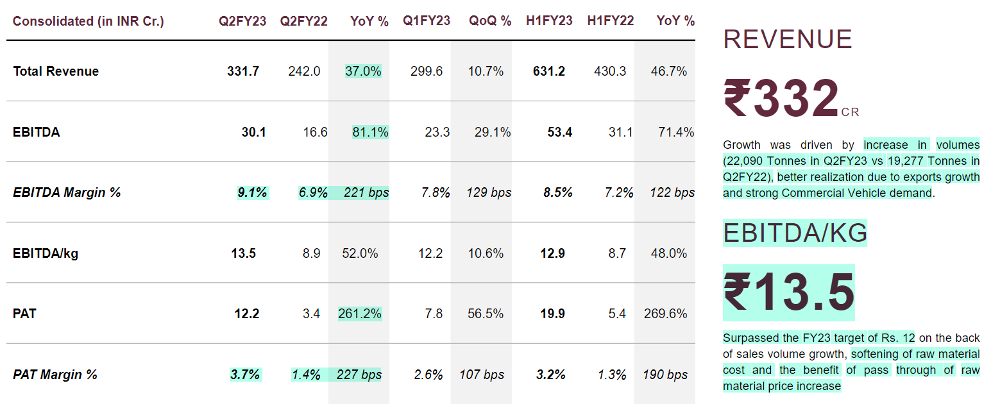 Consolidated (in INR Cr.) Q2FY23 Q2FY22 YoY % Q1FY23 QoQ % H1FY23 H1FY22 YoY %
Total Revenue 331.7 242.0 37.0% 299.6 10.7% 631.2 430.3 46.7%
EBITDA 30.1 16.6 81.1% 23.3 29.1% 53.4 31.1 71.4%
EBITDA Margin % 9.1% 6.9% 221 bps 7.8% 129 bps 8.5% 7.2% 122 bps
EBITDA/kg 13.5 8.9 52.0% 12.2 10.6% 12.9 8.7 48.0%
PAT 12.2 3.4 261.2% 7.8 56.5% 19.9 5.4 269.6%
PAT Margin % 3.7% 1.4% 227 bps 2.6% 107 bps 3.2% 1.3% 190 bps
REVENUE
₹332 CR
Growth was driven by increase in volumes
(22,090 Tonnes in Q2FY23 vs 19,277 Tonnes in
Q2FY22), better realization due to exports growth
and strong Commercial Vehicle demand.
EBITDA/KG
₹13.5
Surpassed the FY23 target of Rs. 12 on the back
of sales volume growth, softening of raw material
cost and the benefit of pass through of raw
material price increase